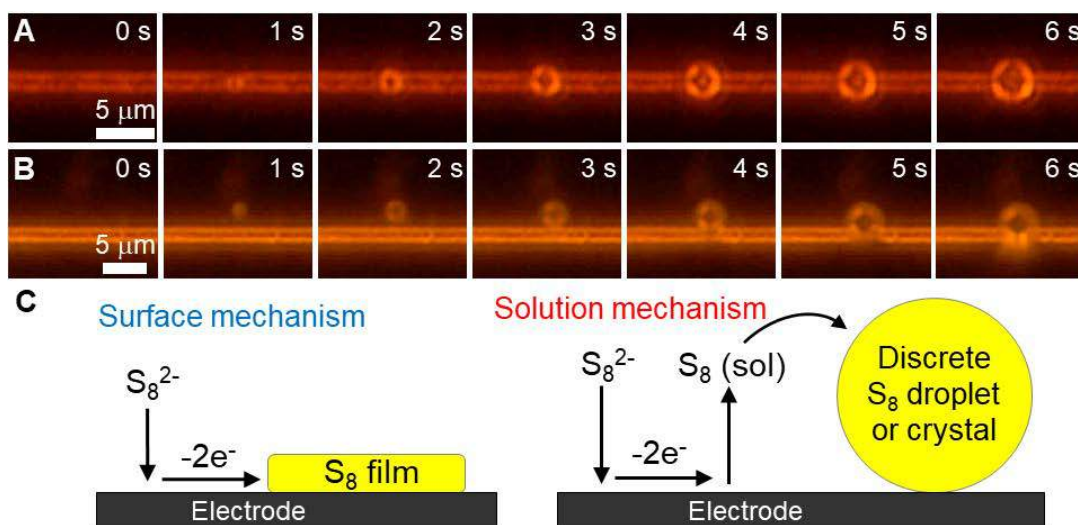 A 0 s 1 s 2 s 3 s 4 s 5 s 6 s
5 μm
B 0 s 1 s 2 s 3 s 4 s 5 s 6 s
5 μm
C
Surface mechanism
S₈²⁻
-2e⁻
S₈ film
Electrode
Solution mechanism
S₈²⁻ S₈ (sol)
-2e⁻
Discrete
S₈ droplet
or crystal
Electrode